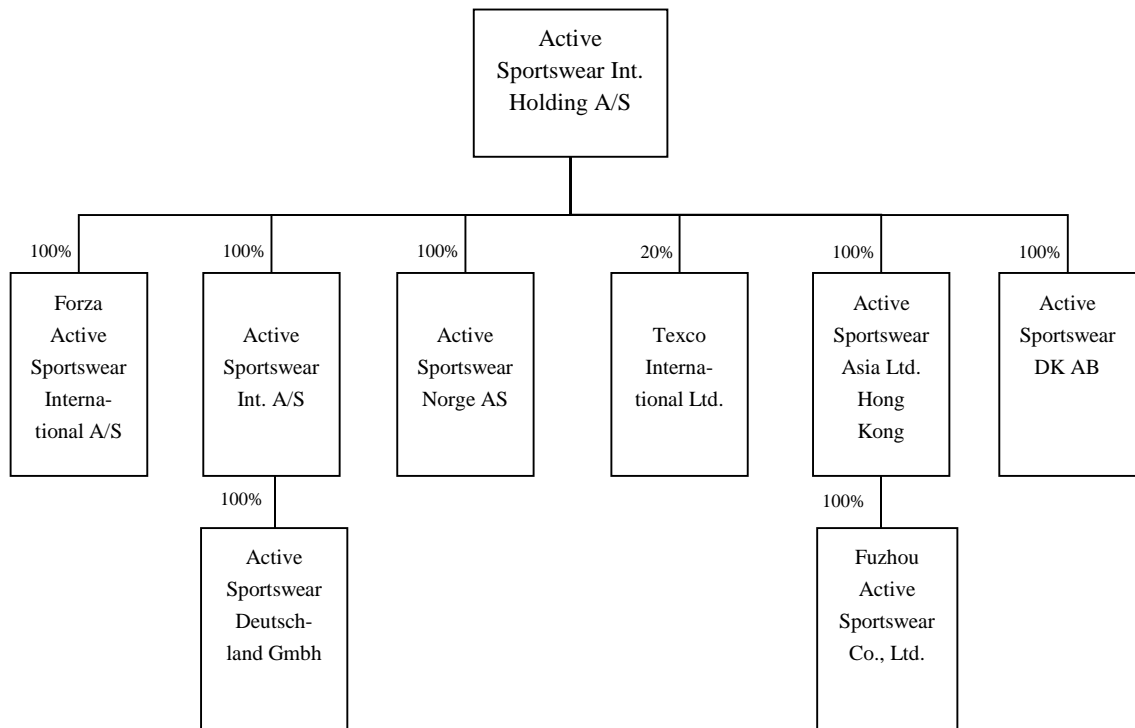 Active
Sportswear Int.
Holding A/S
100%
100%
100%
20%
100%
100%
Forza
Active
Sportswear
Interna-
tional A/S
Active
Sportswear
Int. A/S
Active
Sportswear
Norge AS
Texco
Interna-
tional Ltd.
Active
Sportswear
Asia Ltd.
Hong
Kong
Active
Sportswear
DK AB
100%
100%
Active
Sportswear
Deutsch-
land Gmbh
Fuzhou
Active
Sportswear
Co., Ltd.